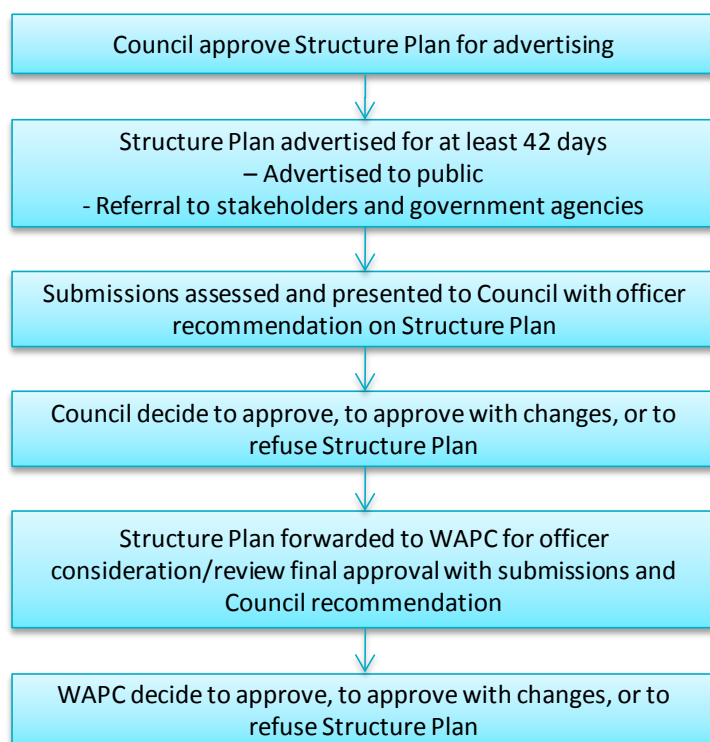 Council approve Structure Plan for advertising
Structure Plan advertised for at least 42 days
– Advertised to public
- Referral to stakeholders and government agencies
Submissions assessed and presented to Council with officer
recommendation on Structure Plan
Council decide to approve, to approve with changes, or to
refuse Structure Plan
Structure Plan forwarded to WAPC for officer
consideration/review final approval with submissions and
Council recommendation
WAPC decide to approve, to approve with changes, or to
refuse Structure Plan